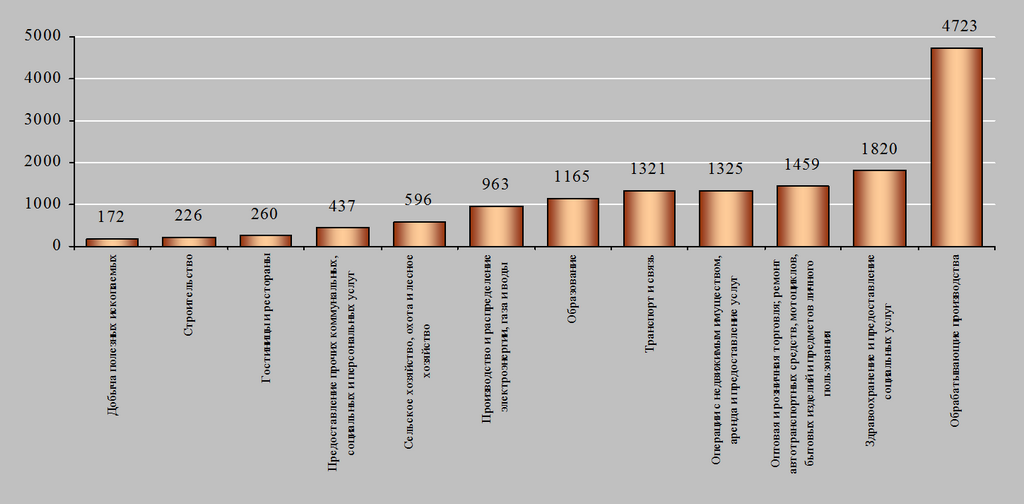 5000
4000
3000
2000
1000
0
172
226
260
437
596
963
1165
1321
1325
1459
1820
4723
Добыча полезных ископаемых
Строительство
Гостиницы и рестораны
Предоставление прочих коммунальных,
социальных и персональных услуг
Сельское хозяйство, охота и лесное
хозяйство
Производство и распределение
электроэнергии, газа и воды
Образование
Транспорт и связь
Операции с недвижимым имуществом,
аренда и предоставление услуг
Оптовая и розничная торговля; ремонт
автотранспортных средств, мотоциклов,
бытовых изделий и предметов личного
пользования
Здравоохранение и предоставление
социальных услуг
Обрабатывающие производства